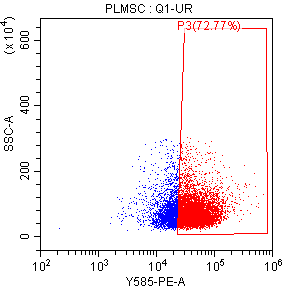 PLMSC : Q1-UR
P3(72.77%)
SSC-A (x 10⁴)
600
400
200
0
10² 10³ 10⁴ 10⁵ 10⁶
Y585-PE-A